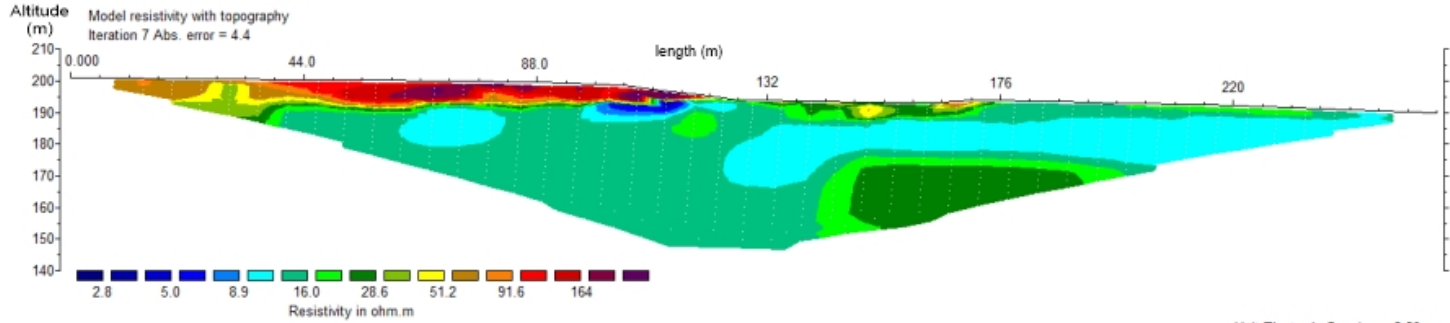 Altitude
(m)
Model resistivity with topography
Iteration 7 Abs. error = 4.4
length (m)
210
0.000
44.0
88.0
200
132
176
190
220
180
170
160
150
140
2.8 5.0 8.9 16.0 28.6 51.2 91.6 164
Resistivity in ohm.m